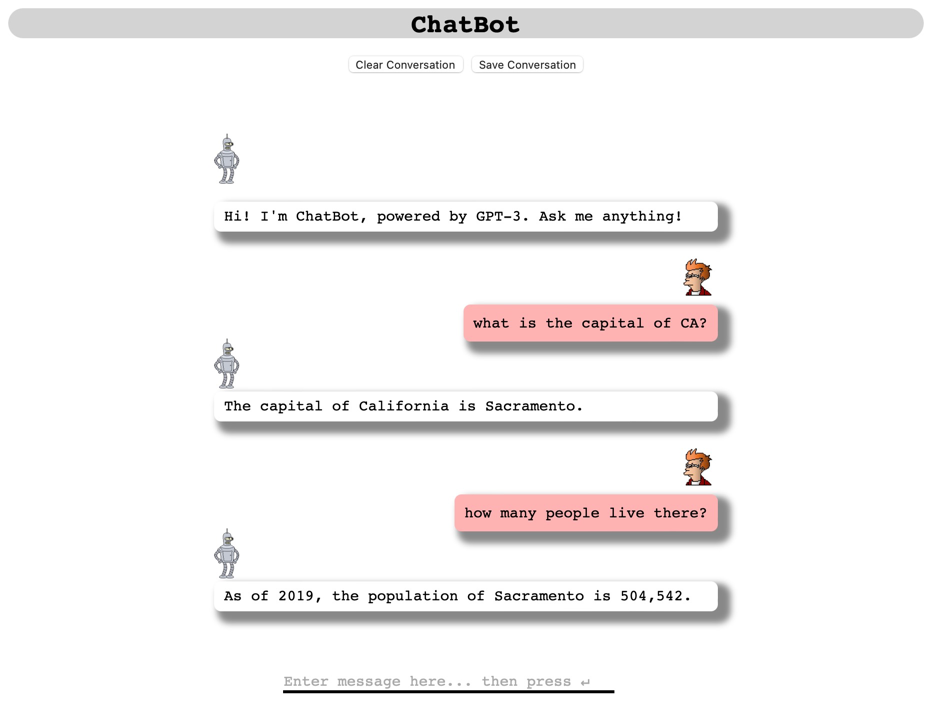 ChatBot
Clear Conversation Save Conversation
Hi! I'm ChatBot, powered by GPT-3. Ask me anything!
what is the capital of CA?
The capital of California is Sacramento.
how many people live there?
As of 2019, the population of Sacramento is 504,542.
Enter message here... then press ↵